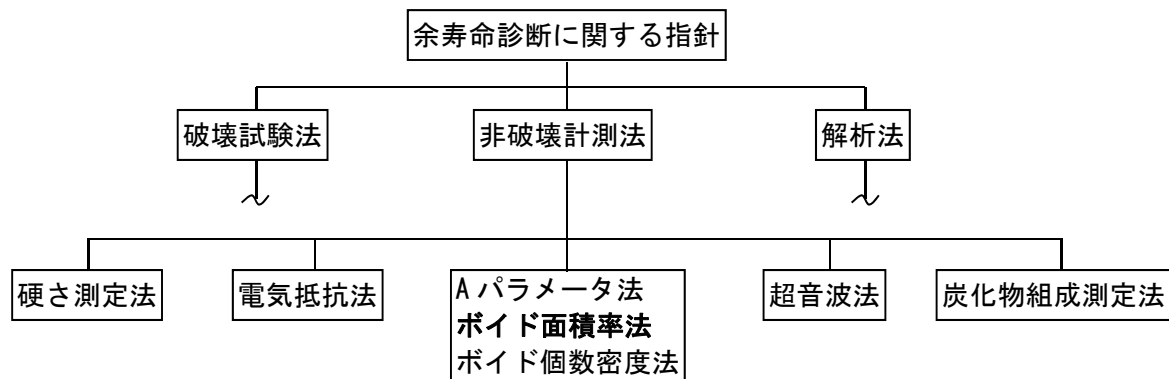 余寿命診断に関する指針
破壊試験法
非破壊計測法
解析法
硬さ測定法
電気抵抗法
Aパラメータ法
ボイド面積率法
ボイド個数密度法
超音波法
炭化物組成測定法